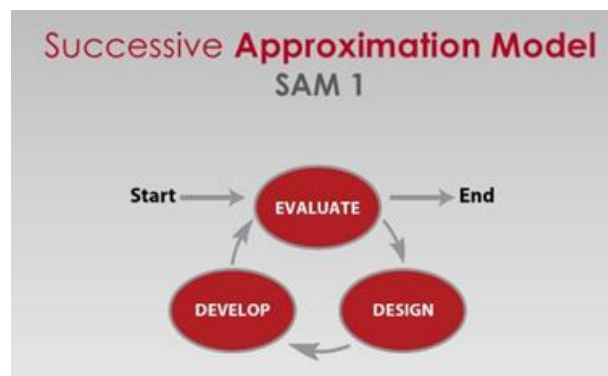 Successive Approximation Model
SAM 1
Start
EVALUATE
End
DEVELOP
DESIGN